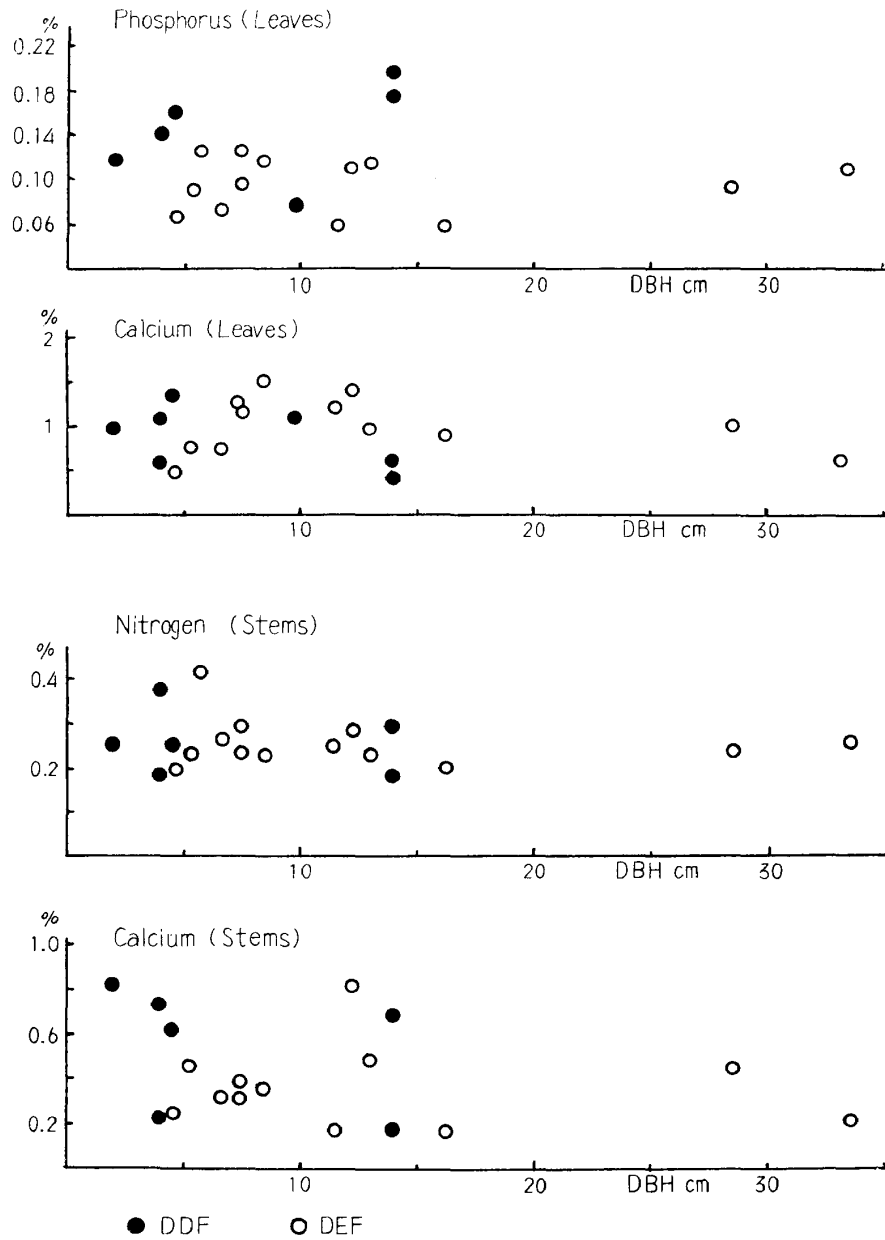 Phosphorus (Leaves)
%
0.22
0.18
0.14
0.10
0.06
10 20 DBH cm 30
Calcium (Leaves)
%
2
1
10 20 DBH cm 30
Nitrogen (Stems)
%
0.4
0.2
10 20 DBH cm 30
Calcium (Stems)
%
1.0
0.6
0.2
10 20 DBH cm 30
DDF DEF